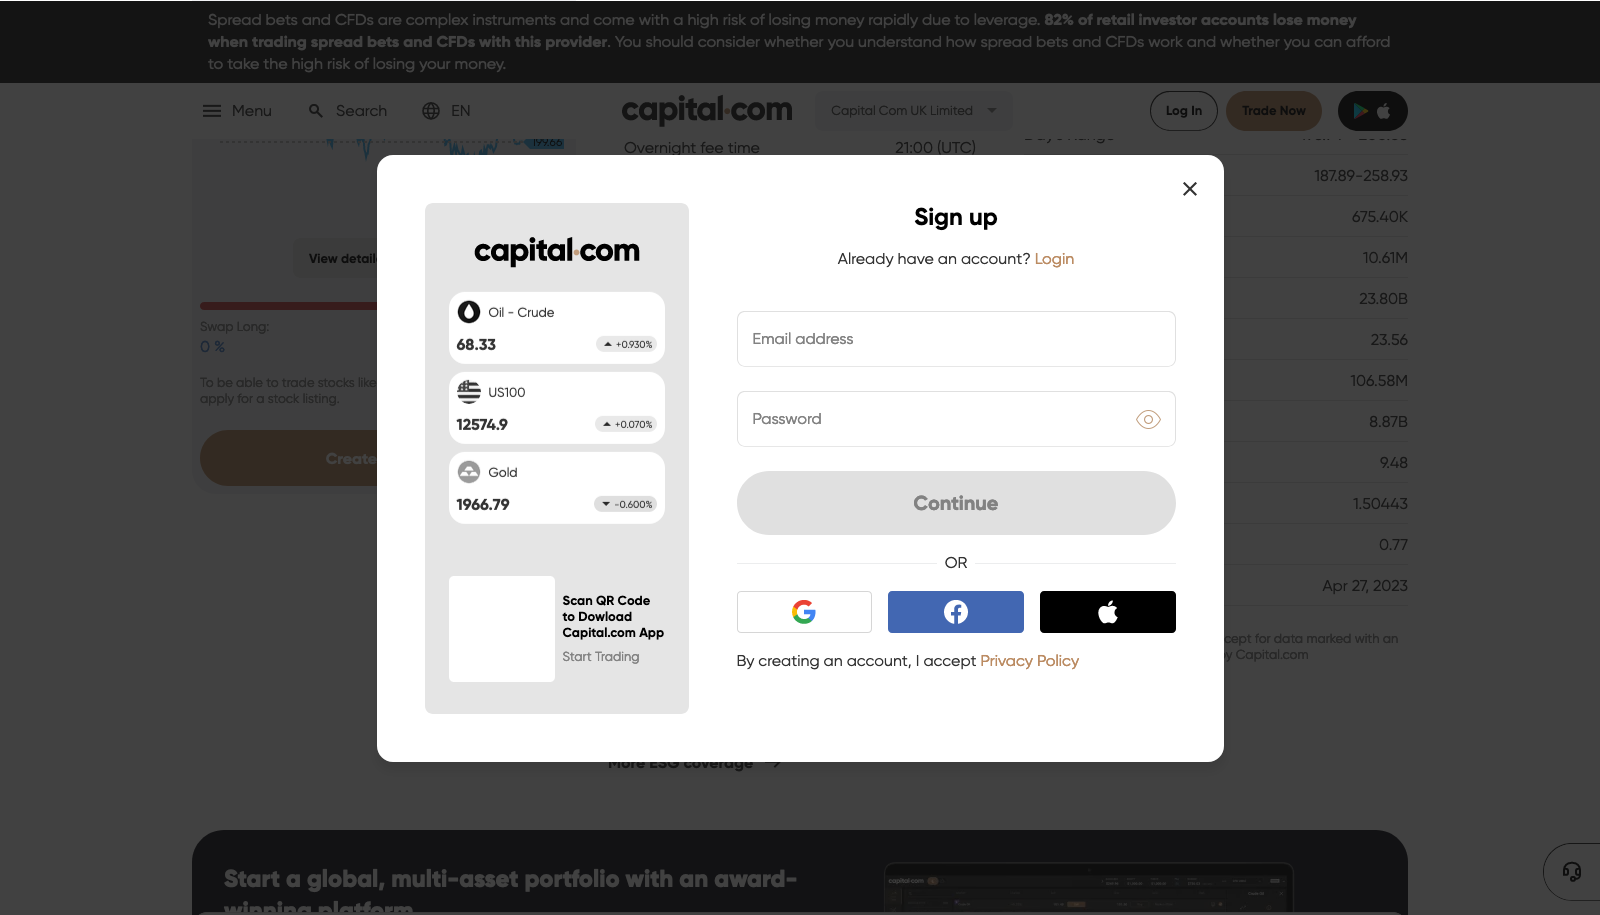 Spread bets and CFDs are complex instruments and come with a high risk of losing money rapidly due to leverage. 82% of retail investor accounts lose money
when trading spread bets and CFDs with this provider. You should consider whether you understand how spread bets and CFDs work and whether you can afford
to take the high risk of losing your money.
Menu
Search
EN
capital.com
Capital Com UK Limited
Log In
Trade Now
199.66
Overnight fee time
21:00 (UTC)
187.89-258.93
675.40K
View
10.61M
23.80B
Swap Long:
0 %
23.56
To be able to trade stocks like
apply for a stock listing.
106.58M
8.87B
Create
9.48
1.50443
0.77
Apr 27, 2023
for data marked with an
Capital.com
capital.com
Oil - Crude
68.33
+0.930%
US100
12574.9
+0.070%
Gold
1966.79
-0.600%
Scan QR Code
to Dowload
Capital.com App
Start Trading
Sign up
Already have an account? Login
Email address
Password
Continue
OR
By creating an account, I accept Privacy Policy
More ESG coverage
Start a global, multi-asset portfolio with an award-
winning platform
capital.com